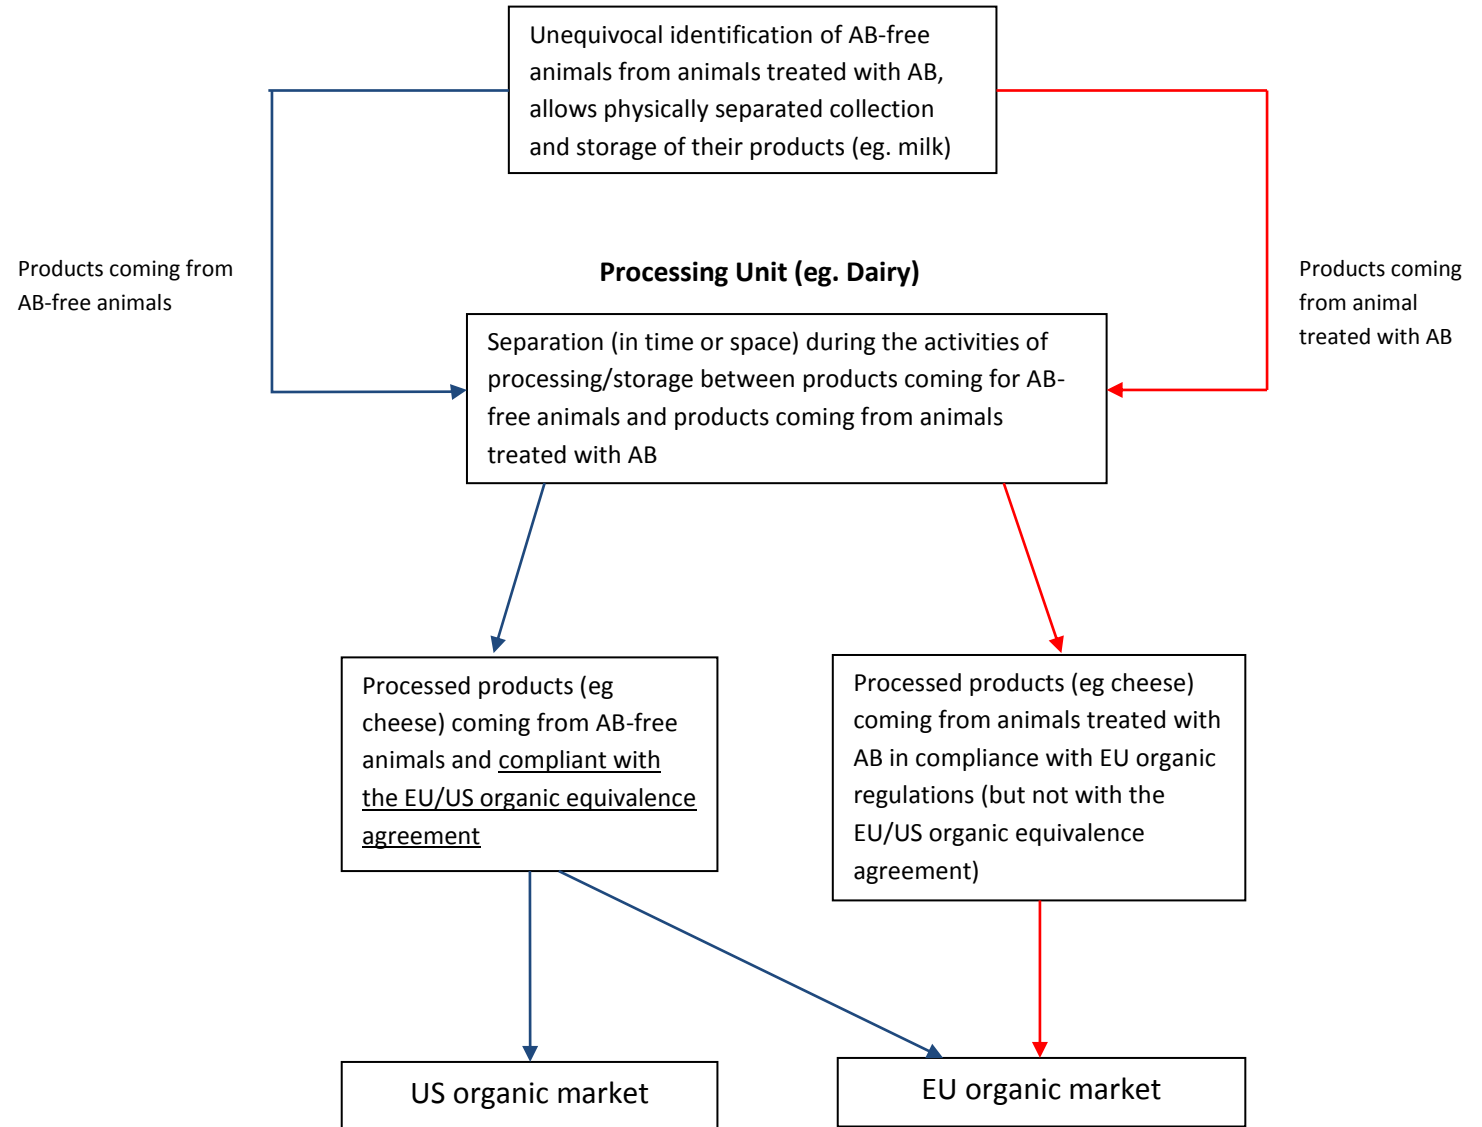 Unequivocal identification of AB-free
animals from animals treated with AB,
allows physically separated collection
and storage of their products (eg. milk)
Products coming from
AB-free animals
Processing Unit (eg. Dairy)
Products coming
from animal
treated with AB
Separation (in time or space) during the activities of
processing/storage between products coming for AB-
free animals and products coming from animals
treated with AB
Processed products (eg
cheese) coming from AB-free
animals and compliant with
the EU/US organic equivalence
agreement
Processed products (eg cheese)
coming from animals treated with
AB in compliance with EU organic
regulations (but not with the
EU/US organic equivalence
agreement)
US organic market
EU organic market